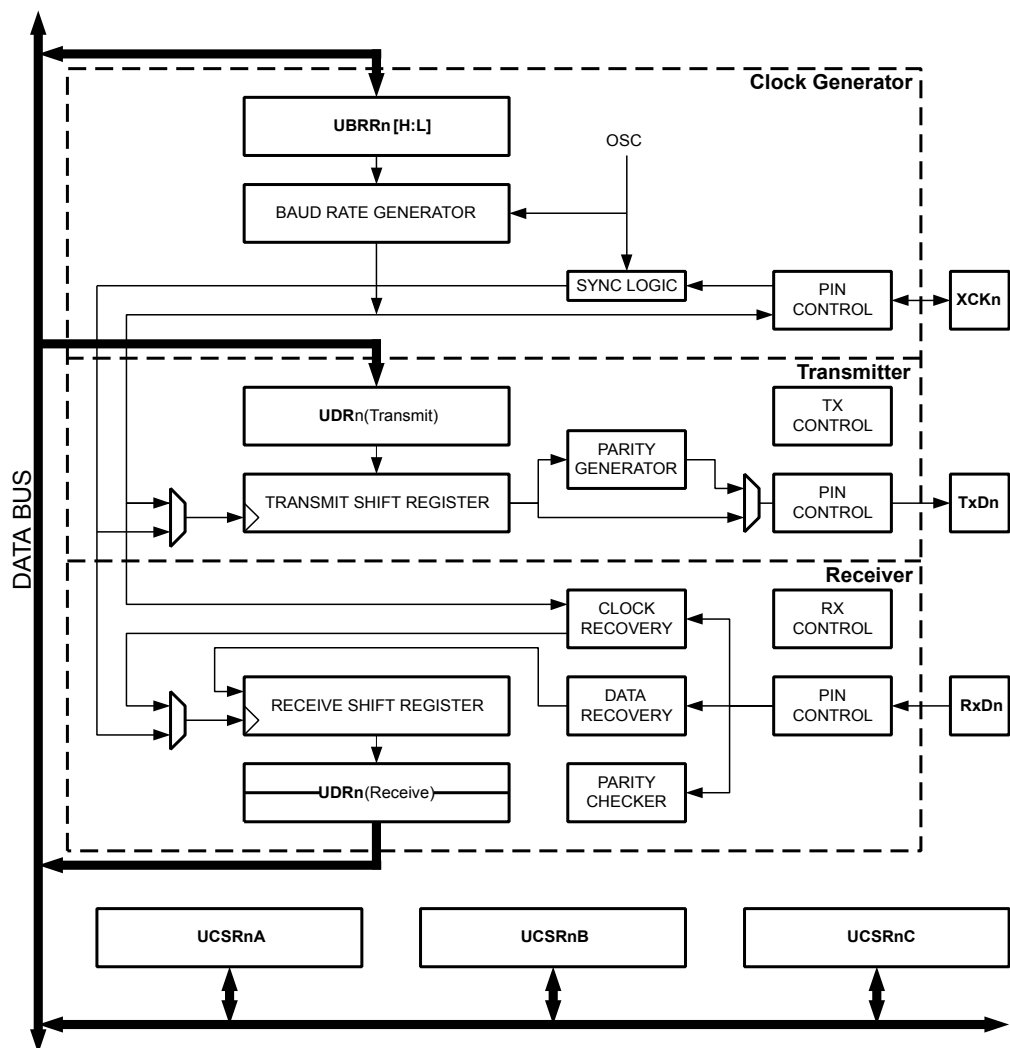 Clock Generator
UBRRn [H:L]
OSC
BAUD RATE GENERATOR
SYNC LOGIC
PIN
CONTROL
XCKn
Transmitter
UDRn(Transmit)
TX
CONTROL
PARITY
GENERATOR
TRANSMIT SHIFT REGISTER
PIN
CONTROL
TxDn
DATA BUS
Receiver
CLOCK
RECOVERY
RX
CONTROL
RECEIVE SHIFT REGISTER
DATA
RECOVERY
PIN
CONTROL
RxDn
UDRn(Receive)
PARITY
CHECKER
UCSRnA
UCSRnB
UCSRnC